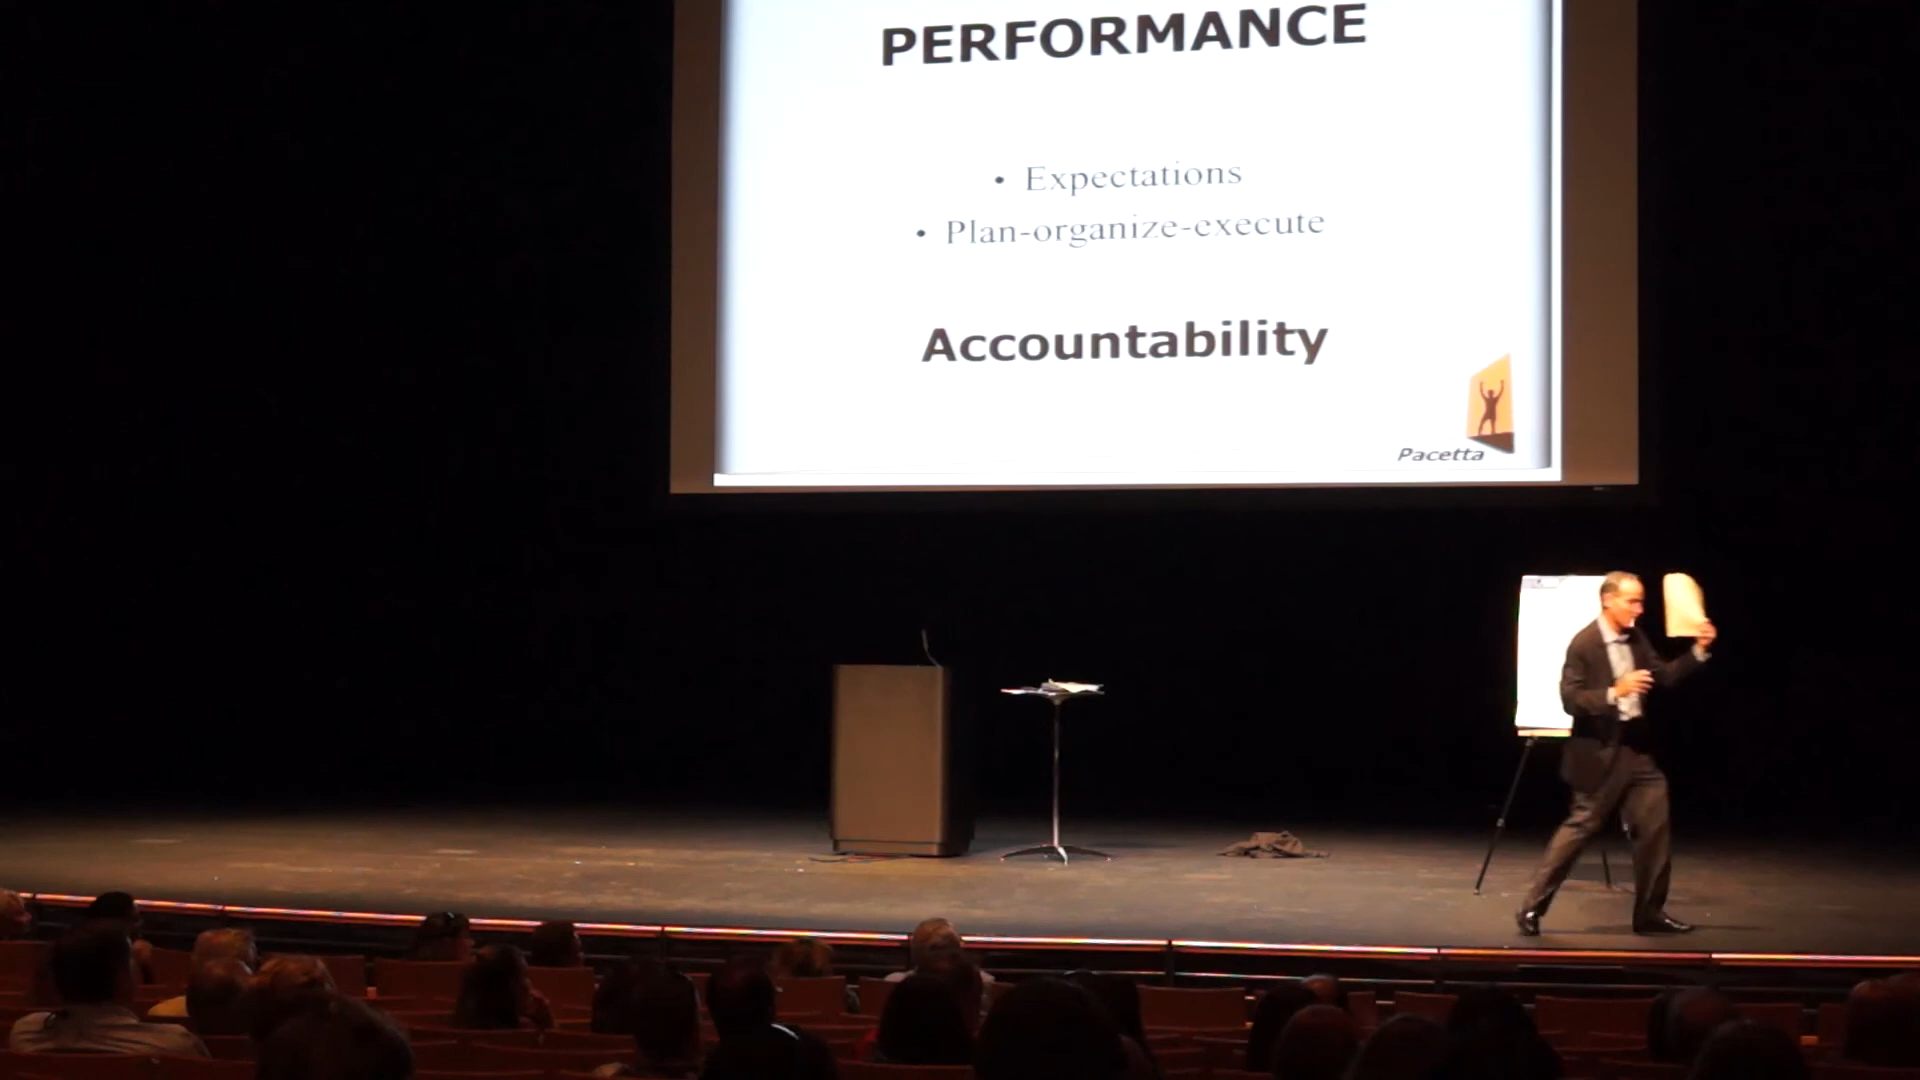 PERFORMANCE
• Expectations
• Plan-organize-execute
Accountability
Pacetta